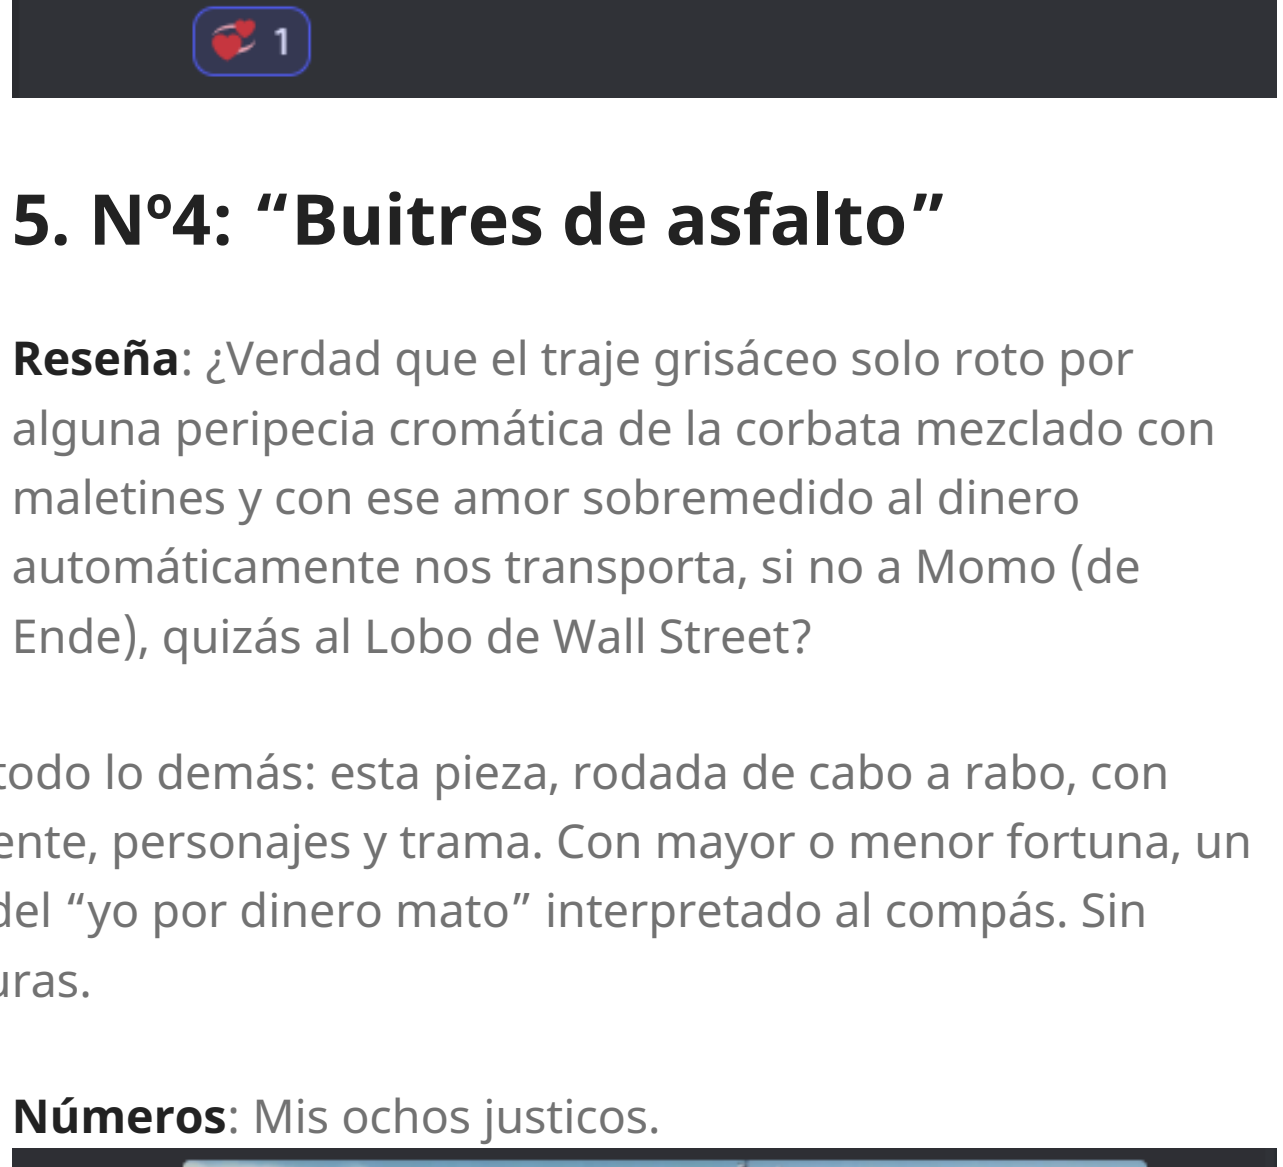 1
5. Nº4: “Buitres de asfalto”
Reseña: ¿Verdad que el traje grisáceo solo roto por
alguna peripecia cromática de la corbata mezclado con
maletines y con ese amor sobremedido al dinero
automáticamente nos transporta, si no a Momo (de
Ende), quizás al Lobo de Wall Street?
todo lo demás: esta pieza, rodada de cabo a rabo, con
personajes y trama. Con mayor o menor fortuna, un
del “yo por dinero mato” interpretado al compás. Sin
Números: Mis ochos justicos.